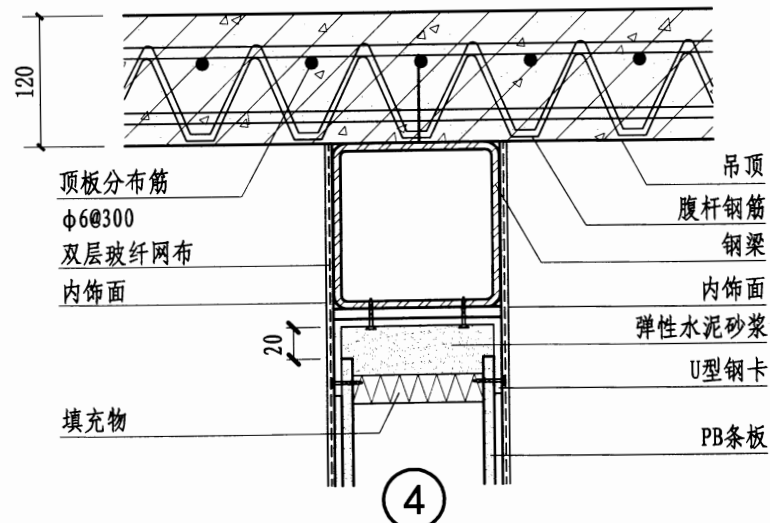 120
顶板分布筋
ф6@300
双层玻纤网布
内饰面
20
填充物
吊顶
腹杆钢筋
钢梁
内饰面
弹性水泥砂浆
U型钢卡
PB条板
4